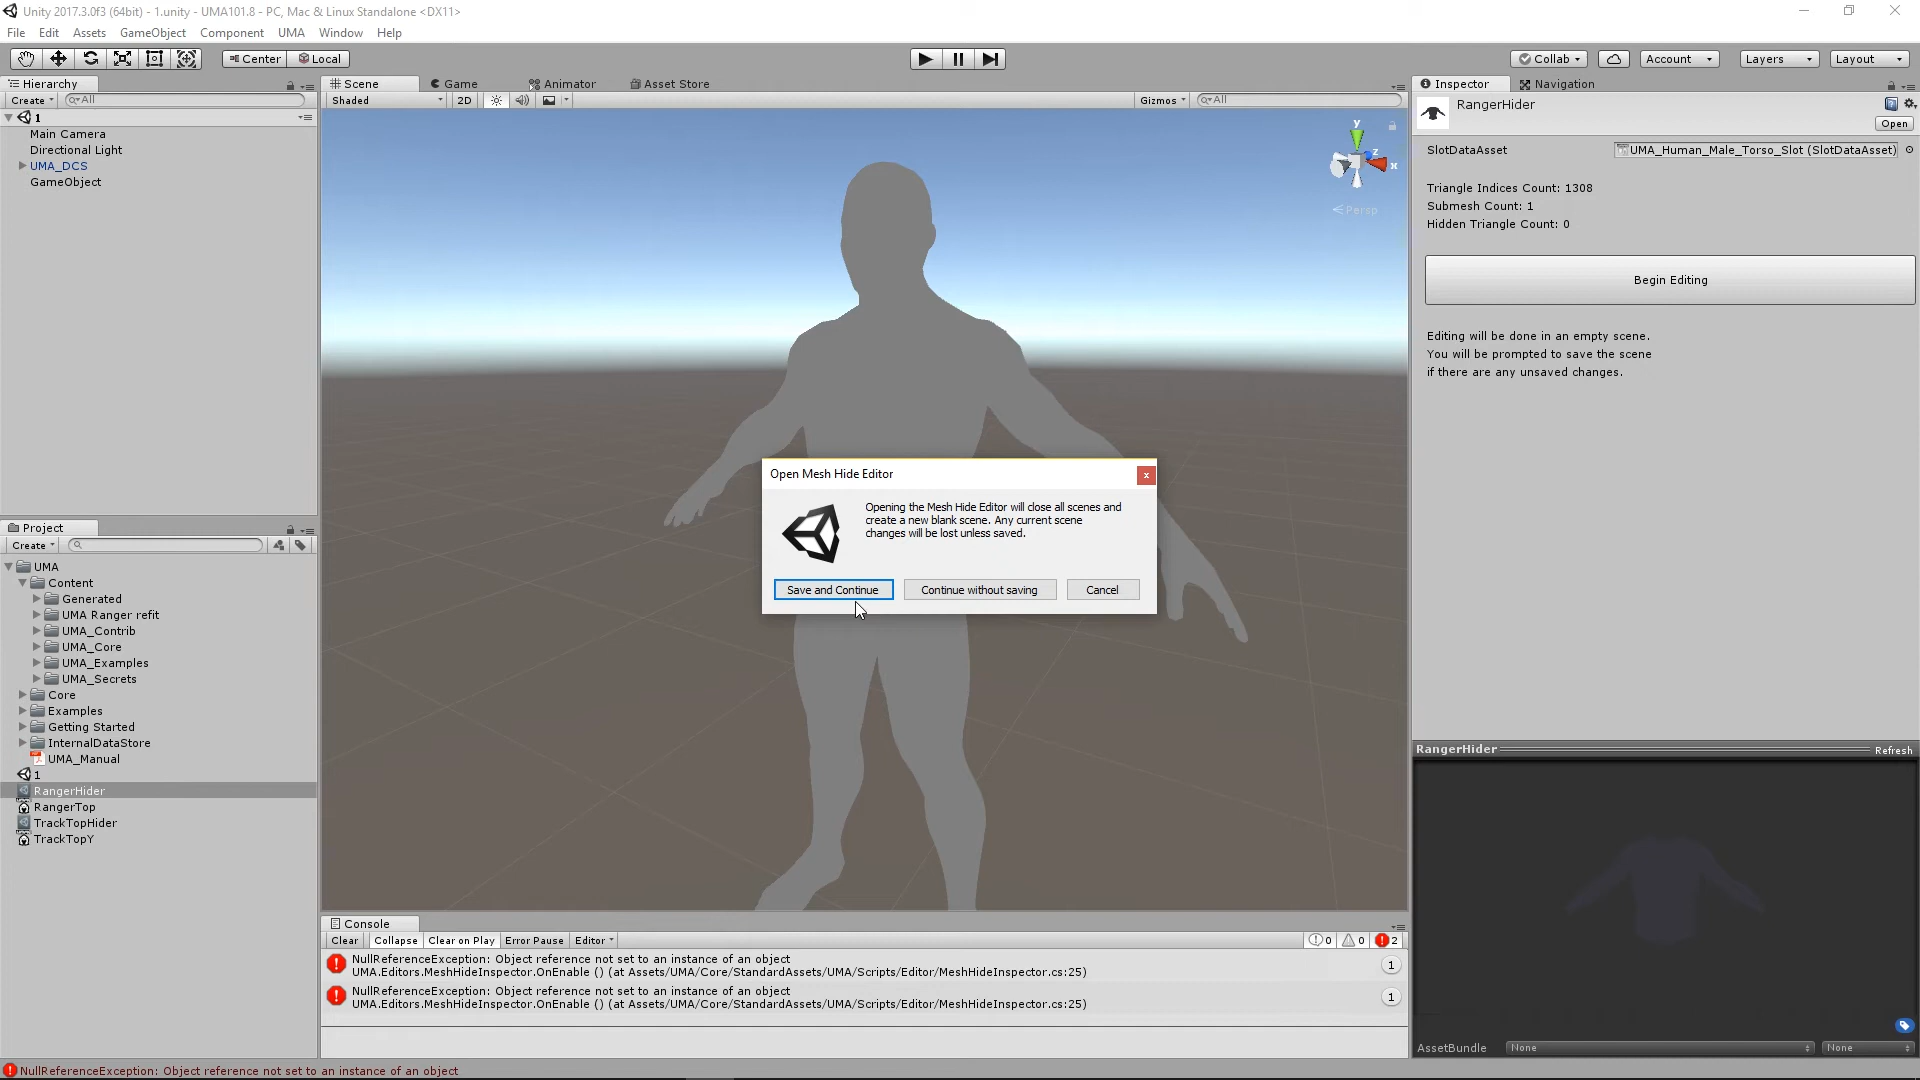 Unity 2017.3.0f3 (64bit) - 1.unity - UMA101.8 - PC, Mac & Linux Standalone <DX11>
File Edit Assets GameObject Component UMA Window Help
Center Local
Collab Account Layers Layout
Hierarchy
Create All
1
Main Camera
Directional Light
UMA_DCS
GameObject
Scene Game Animator Asset Store
Shaded 2D Gizmos All
y
z
x
Persp
Open Mesh Hide Editor
x
Opening the Mesh Hide Editor will close all scenes and
create a new blank scene. Any current scene
changes will be lost unless saved.
Save and Continue Continue without saving Cancel
Project
Create
UMA
Content
Generated
UMA Ranger refit
UMA_Contrib
UMA_Core
UMA_Examples
UMA_Secrets
Core
Examples
Getting Started
InternalDataStore
UMA_Manual
1
RangerHider
RangerTop
TrackTopHider
TrackTopY
Console
Clear Collapse Clear on Play Error Pause Editor 0 0 2
NullReferenceException: Object reference not set to an instance of an object
UMA.Editors.MeshHideInspector.OnEnable () (at Assets/UMA/Core/StandardAssets/UMA/Scripts/Editor/MeshHideInspector.cs:25)
1
NullReferenceException: Object reference not set to an instance of an object
UMA.Editors.MeshHideInspector.OnEnable () (at Assets/UMA/Core/StandardAssets/UMA/Scripts/Editor/MeshHideInspector.cs:25)
1
Inspector Navigation
RangerHider
Open
SlotDataAsset UMA_Human_Male_Torso_Slot (SlotDataAsset)
Triangle Indices Count: 1308
Submesh Count: 1
Hidden Triangle Count: 0
Begin Editing
Editing will be done in an empty scene.
You will be prompted to save the scene
if there are any unsaved changes.
RangerHider Refresh
AssetBundle None None
NullReferenceException: Object reference not set to an instance of an object